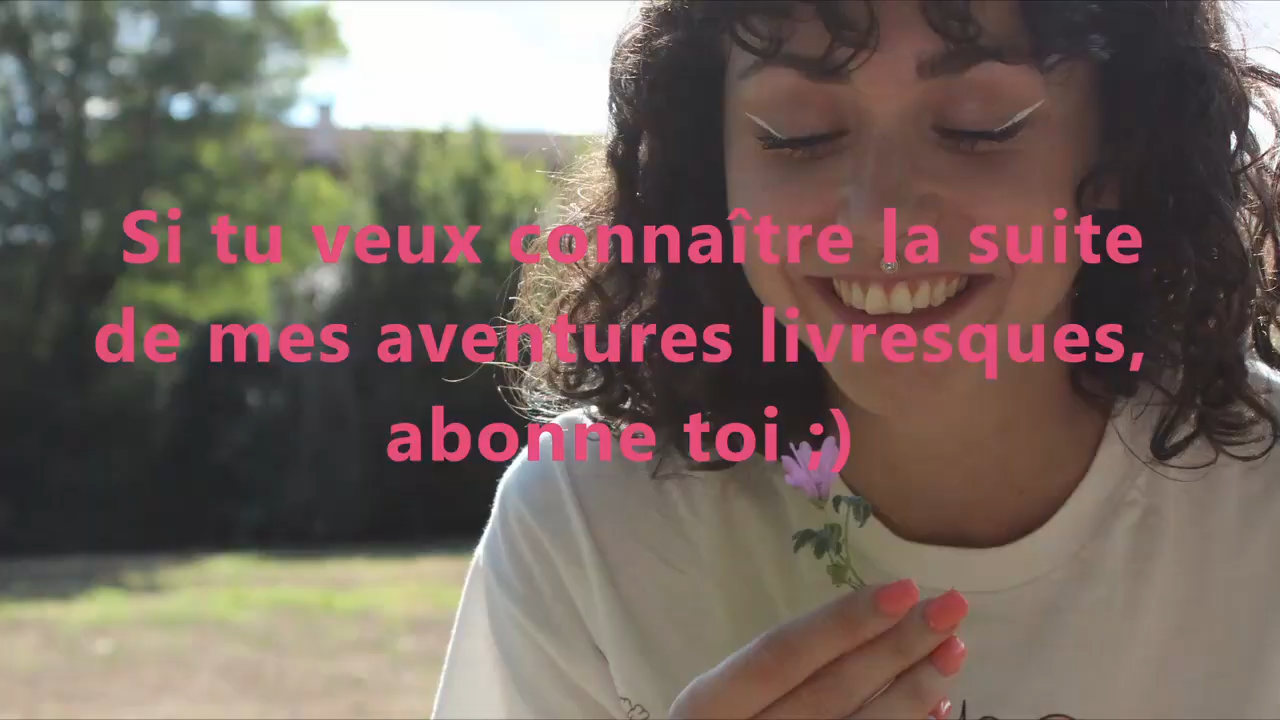 Si tu veux connaître la suite
de mes aventures livresques,
abonne toi ;)